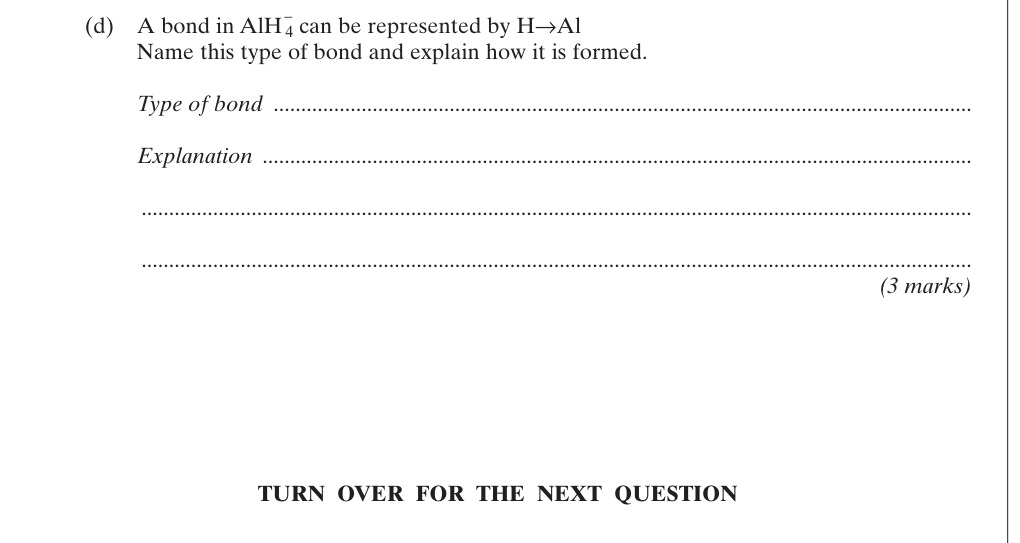 (d) A bond in AlH₄⁻ can be represented by H→Al
Name this type of bond and explain how it is formed.
Type of bond ...............................................................................................................................
Explanation .................................................................................................................................
.......................................................................................................................................................
.......................................................................................................................................................
(3 marks)
TURN OVER FOR THE NEXT QUESTION